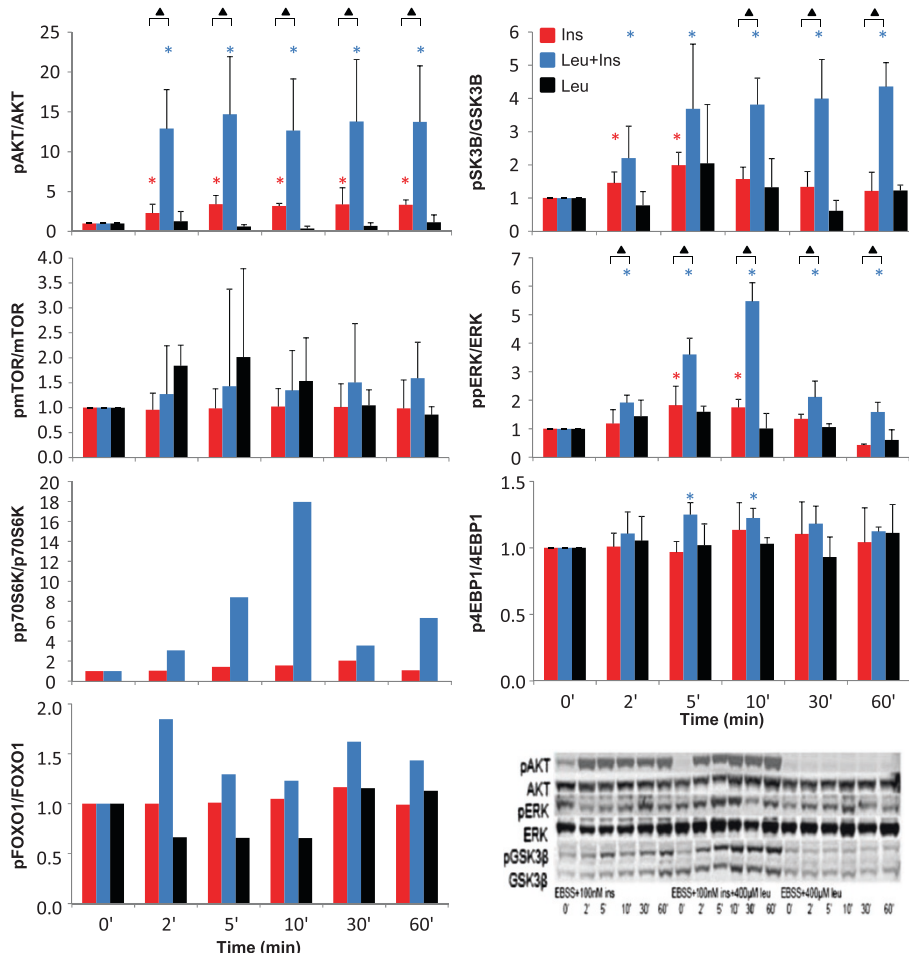 pAKT/AKT
25
20
15
10
5
0
pSK3B/GSK3B
6
5
4
3
2
1
0
Ins
Leu+Ins
Leu
* * * * *
* * * * *
* * * * *
* *
pmTOR/mTOR
4.0
3.5
3.0
2.5
2.0
1.5
1.0
0.5
0.0
ppERK/ERK
7
6
5
4
3
2
1
0
* * * * *
* *
pp70S6K/p70S6K
20
18
16
14
12
10
8
6
4
2
0
p4EBP1/4EBP1
1.5
1.0
0.5
0.0
* *
0' 2' 5' 10' 30' 60'
Time (min)
pFOXO1/FOXO1
2.0
1.5
1.0
0.5
0.0
0' 2' 5' 10' 30' 60'
Time (min)
pAKT
AKT
pERK
ERK
pGSK3β
GSK3β
EBSS+100nM ins EBSS+100nM ins+400µM leu EBSS+400µM leu
0' 2' 5' 10' 30' 60' 0' 2' 5' 10' 30' 60' 0' 2' 5' 10' 30' 60'